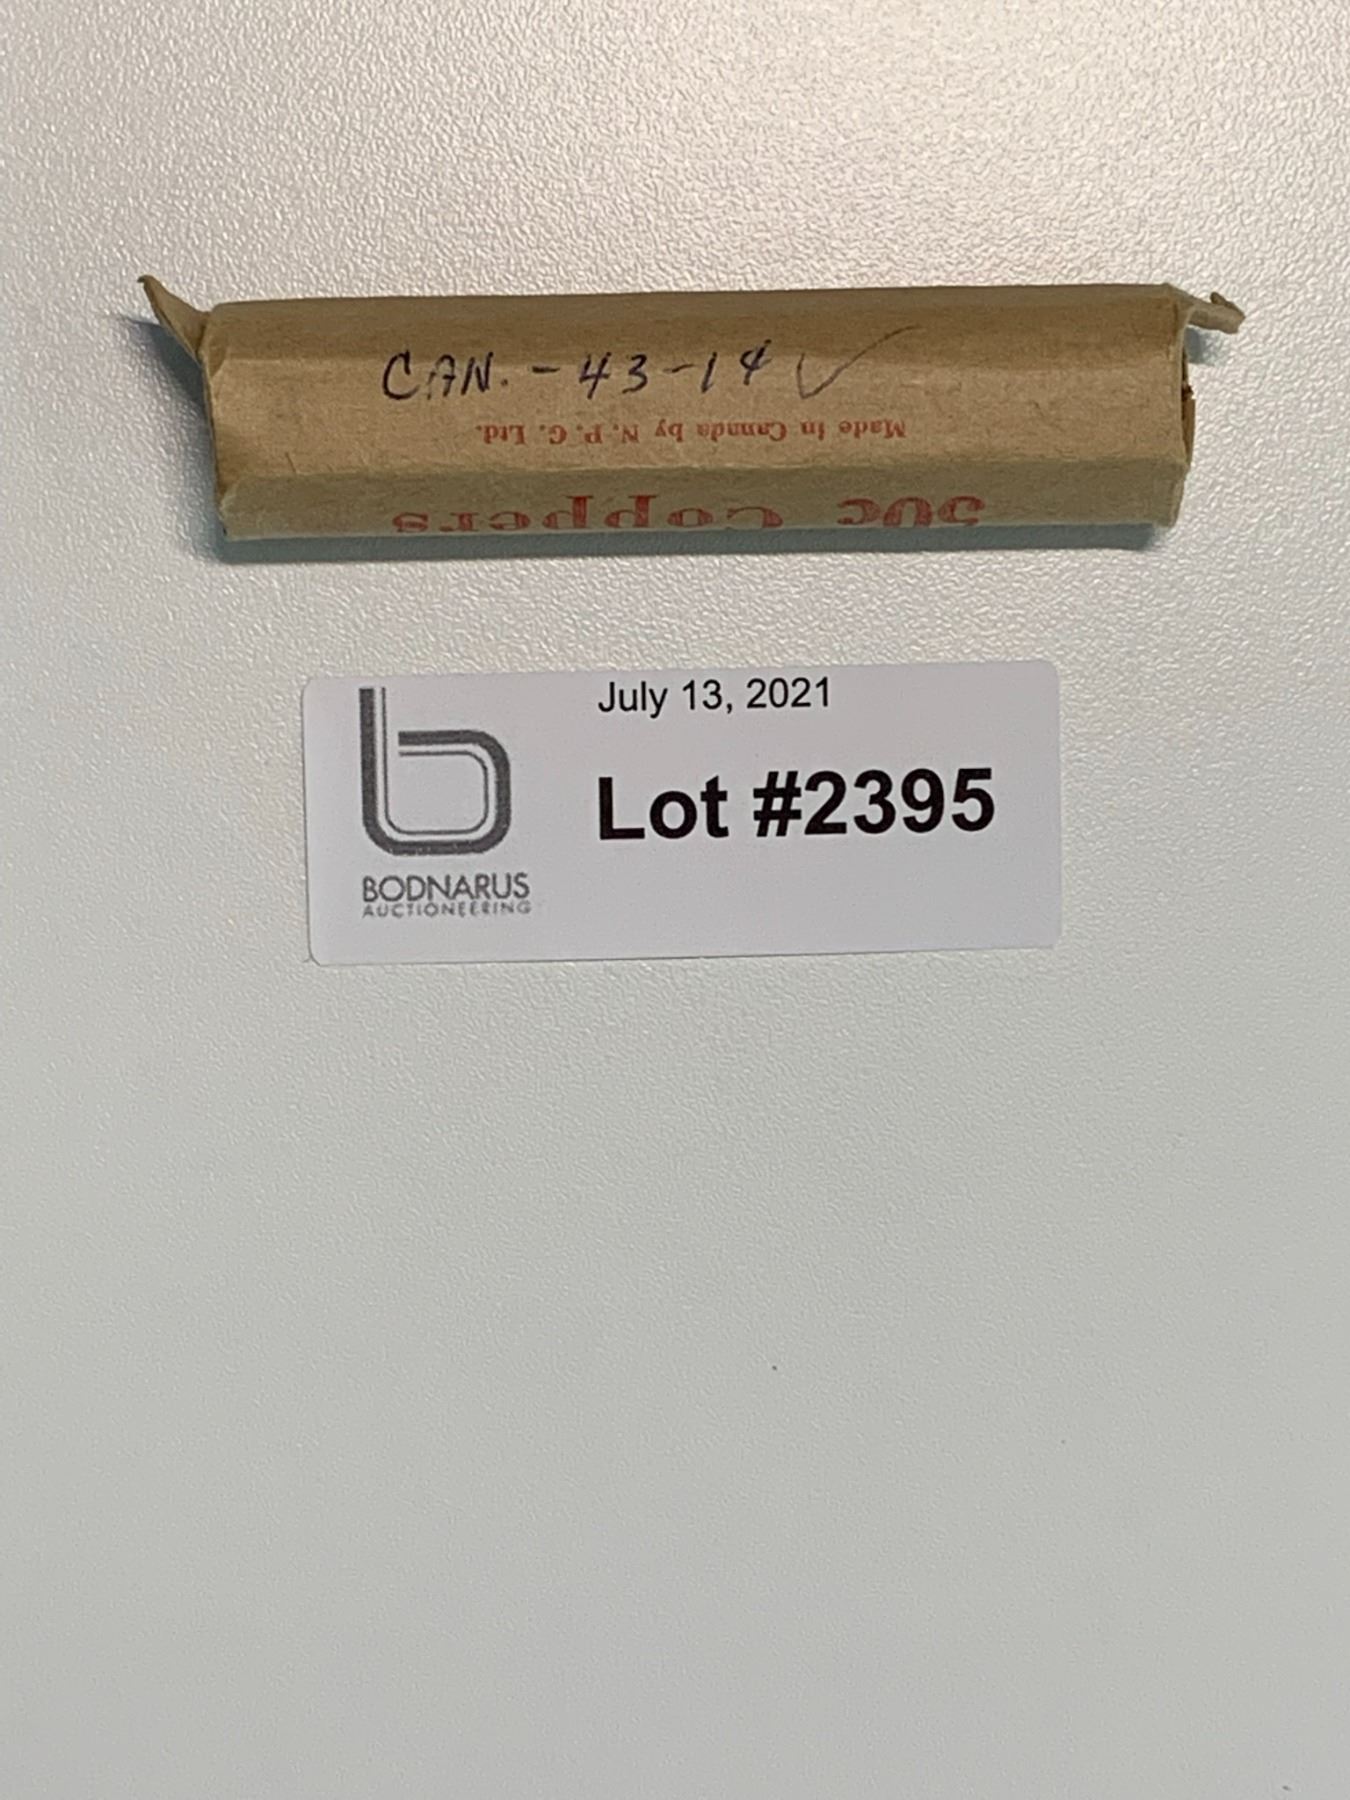 CAN. - 43 - 14 ✓
Made in Canada by N. P. C. Ltd.
50c Coppers
July 13, 2021
Lot #2395
BODNARUS
AUCTIONEERING